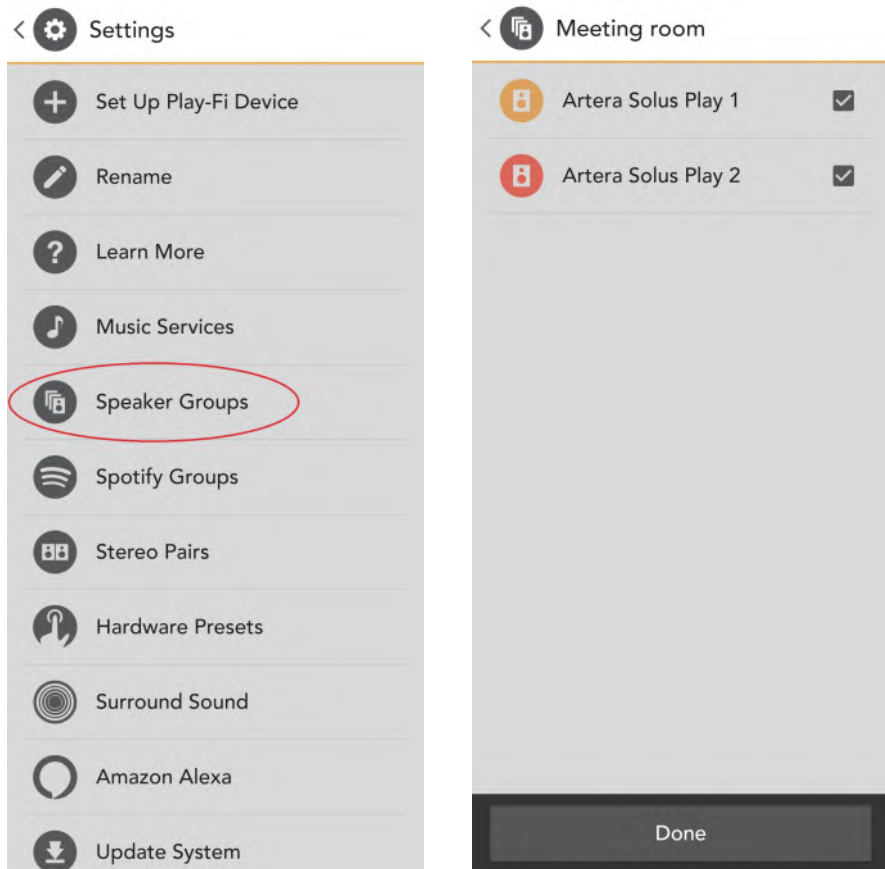 Settings
Set Up Play-Fi Device
Rename
Learn More
Music Services
Speaker Groups
Spotify Groups
Stereo Pairs
Hardware Presets
Surround Sound
Amazon Alexa
Update System
Meeting room
Artera Solus Play 1
Artera Solus Play 2
Done